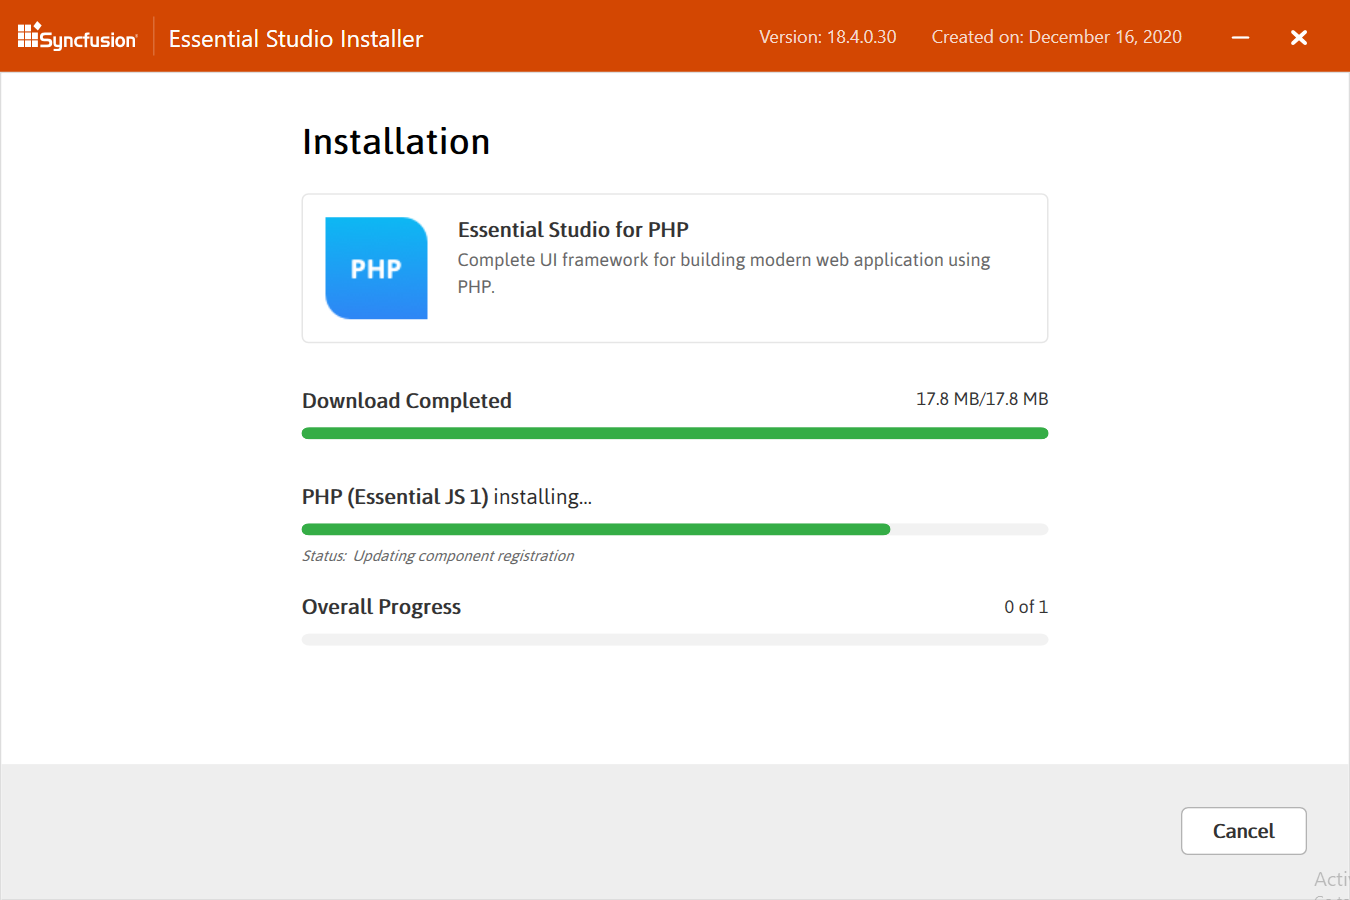 Syncfusion
Essential Studio Installer
Version: 18.4.0.30
Created on: December 16, 2020
Installation
PHP
Essential Studio for PHP
Complete UI framework for building modern web application using
PHP.
Download Completed
17.8 MB/17.8 MB
PHP (Essential JS 1) installing...
Status: Updating component registration
Overall Progress
0 of 1
Cancel